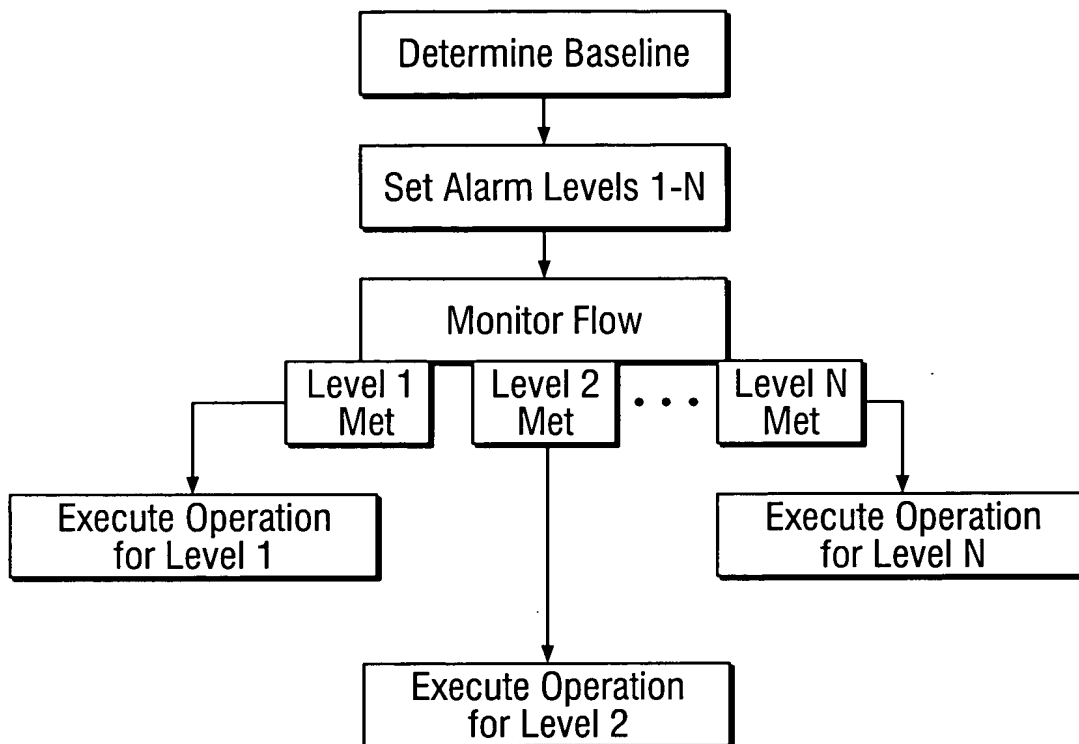 Determine Baseline
Set Alarm Levels 1-N
Monitor Flow
Level 1
Met
Level 2
Met
• • •
Level N
Met
Execute Operation
for Level 1
Execute Operation
for Level N
Execute Operation
for Level 2